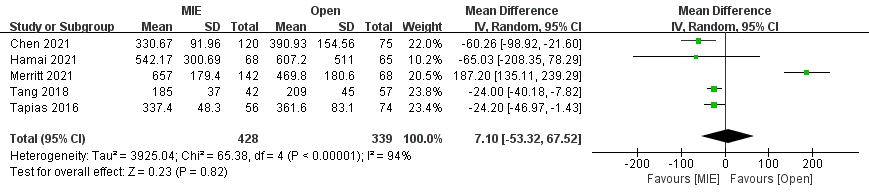 MIE Open Mean Difference Mean Difference
Study or Subgroup Mean SD Total Mean SD Total Weight IV, Random, 95% CI IV, Random, 95% CI
Chen 2021 330.67 91.96 120 390.93 154.56 75 22.0% -60.26 [-98.92, -21.60]
Hamai 2021 542.17 300.69 68 607.2 511 65 10.2% -65.03 [-208.35, 78.29]
Merritt 2021 657 179.4 142 469.8 180.6 68 20.5% 187.20 [135.11, 239.29]
Tang 2018 185 37 42 209 45 57 23.8% -24.00 [-40.18, -7.82]
Tapias 2016 337.4 48.3 56 361.6 83.1 74 23.4% -24.20 [-46.97, -1.43]
Total (95% CI) 428 339 100.0% 7.10 [-53.32, 67.52]
Heterogeneity: Tau² = 3925.04; Chi² = 65.38, df = 4 (P < 0.00001); I² = 94%
Test for overall effect: Z = 0.23 (P = 0.82)
-200 -100 0 100 200
Favours [MIE] Favours [Open]